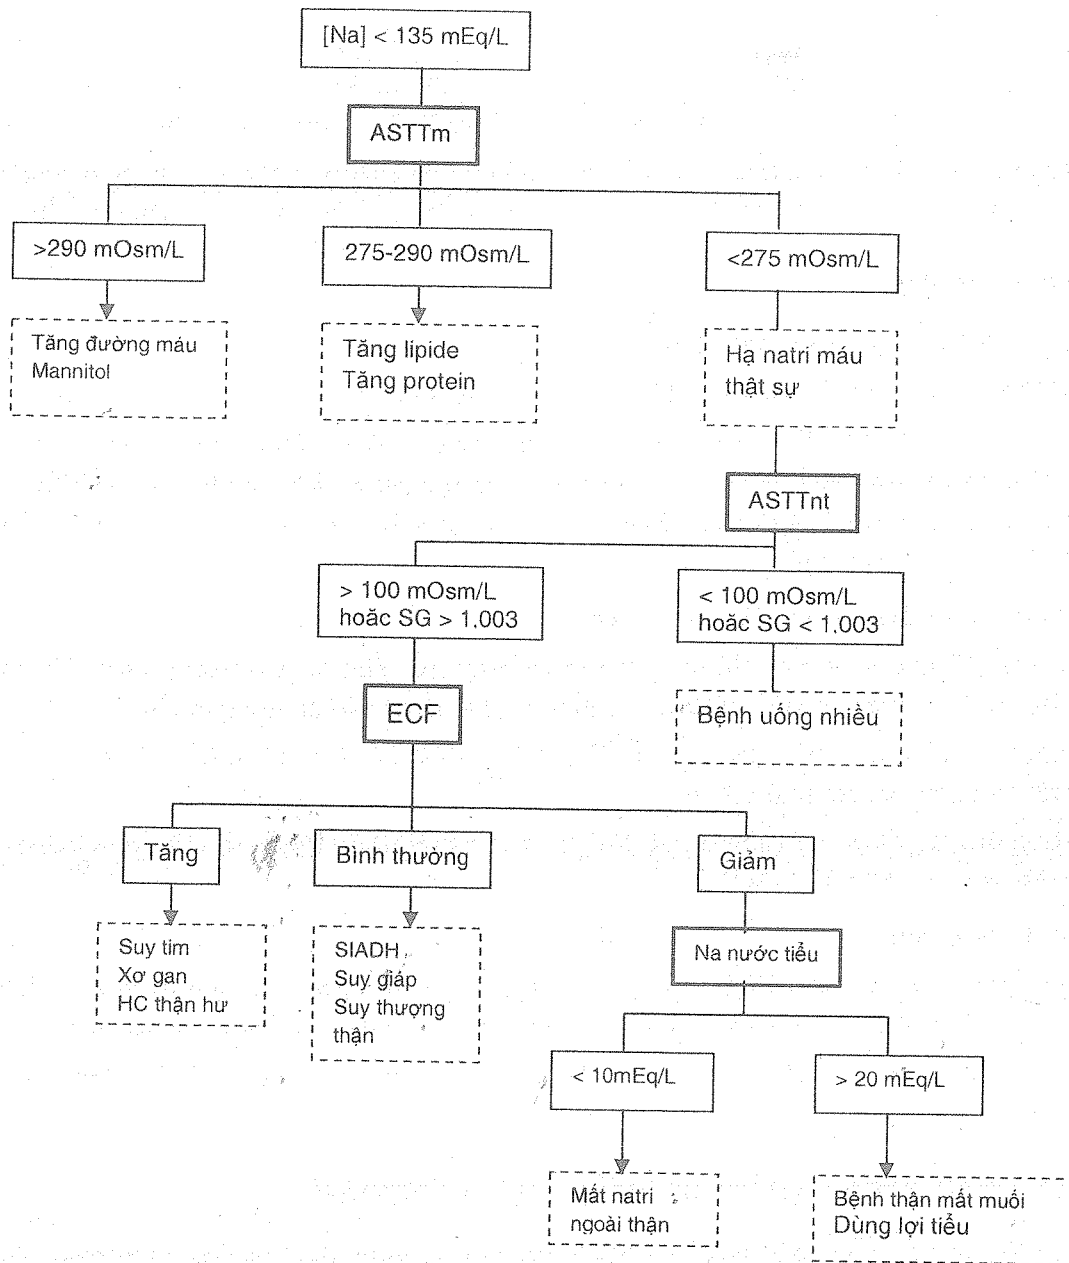 [Na] < 135 mEq/L
ASTTm
>290 mOsm/L
275-290 mOsm/L
<275 mOsm/L
Tăng đường máu
Mannitol
Tăng lipide
Tăng protein
Hạ natri máu
thật sự
ASTTnt
> 100 mOsm/L
hoăc SG > 1.003
< 100 mOsm/L
hoăc SG < 1.003
ECF
Bệnh uống nhiều
Tăng
Bình thường
Giảm
Suy tim
Xơ gan
HC thận hư
SIADH
Suy giáp
Suy thượng
thận
Na nước tiểu
< 10mEq/L
> 20 mEq/L
Mất natri
ngoài thận
Bệnh thận mất muối
Dùng lợi tiểu